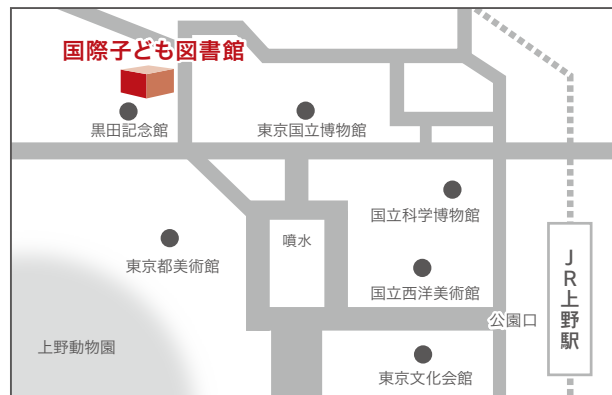 国際子ども図書館
黒田記念館
東京国立博物館
国立科学博物館
噴水
東京都美術館
国立西洋美術館
JR上野駅
公園口
上野動物園
東京文化会館